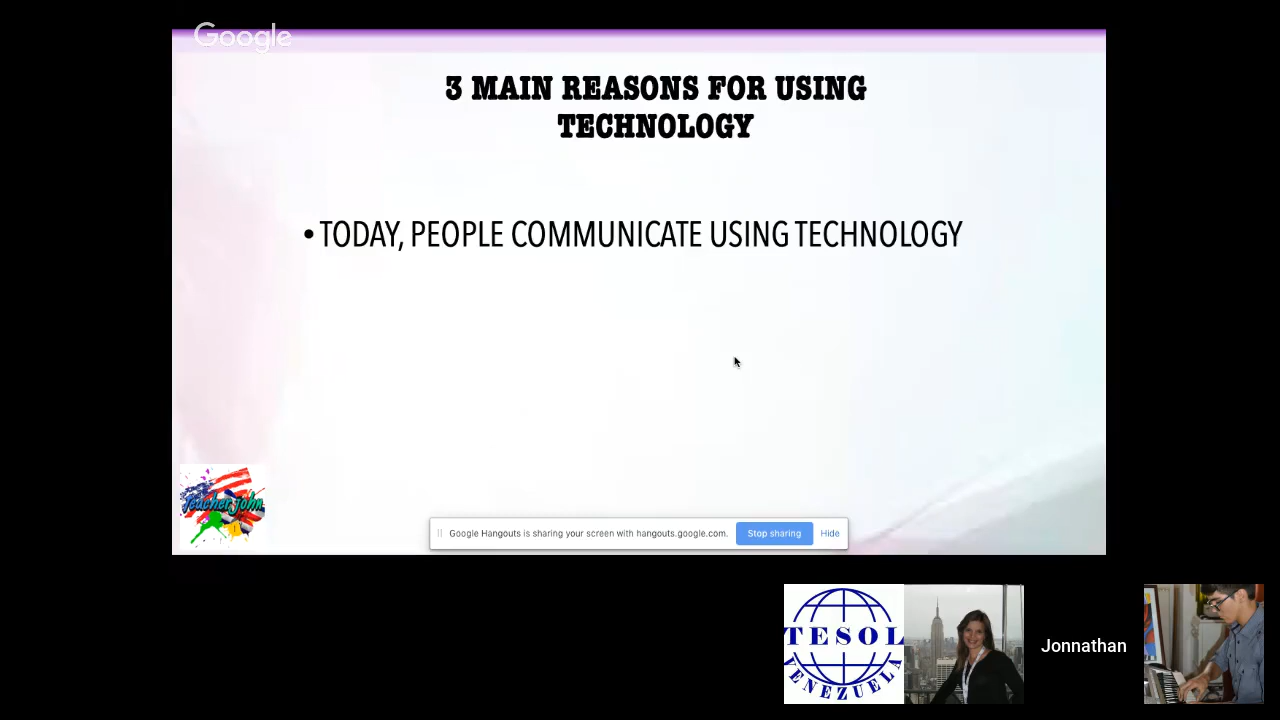 Google
3 MAIN REASONS FOR USING
TECHNOLOGY
• TODAY, PEOPLE COMMUNICATE USING TECHNOLOGY
Teacher John
Google Hangouts is sharing your screen with hangouts.google.com. Stop sharing Hide
TESOL
VENEZUELA
Jonnathan